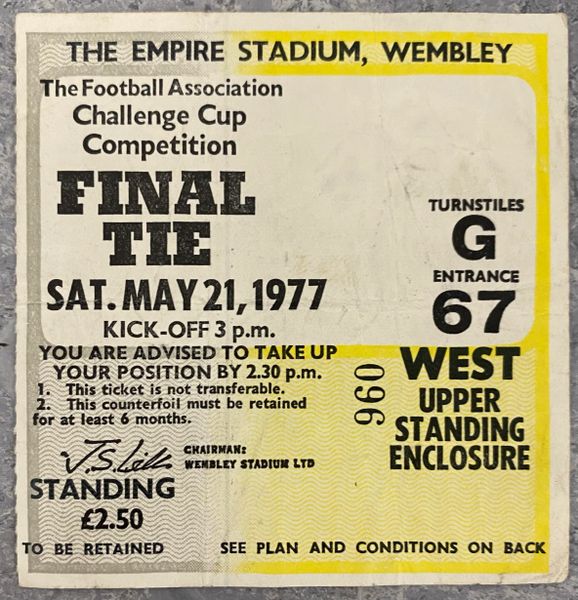 THE EMPIRE STADIUM, WEMBLEY
The Football Association
Challenge Cup
Competition
FINAL
TIE
SAT. MAY 21, 1977
KICK-OFF 3 p.m.
YOU ARE ADVISED TO TAKE UP
YOUR POSITION BY 2.30 p.m.
1. This ticket is not transferable.
2. This counterfoil must be retained
for at least 6 months.
CHAIRMAN:
WEMBLEY STADIUM LTD
STANDING
£2.50
TURNSTILES
G
ENTRANCE
67
WEST
UPPER
STANDING
ENCLOSURE
960
TO BE RETAINED
SEE PLAN AND CONDITIONS ON BACK